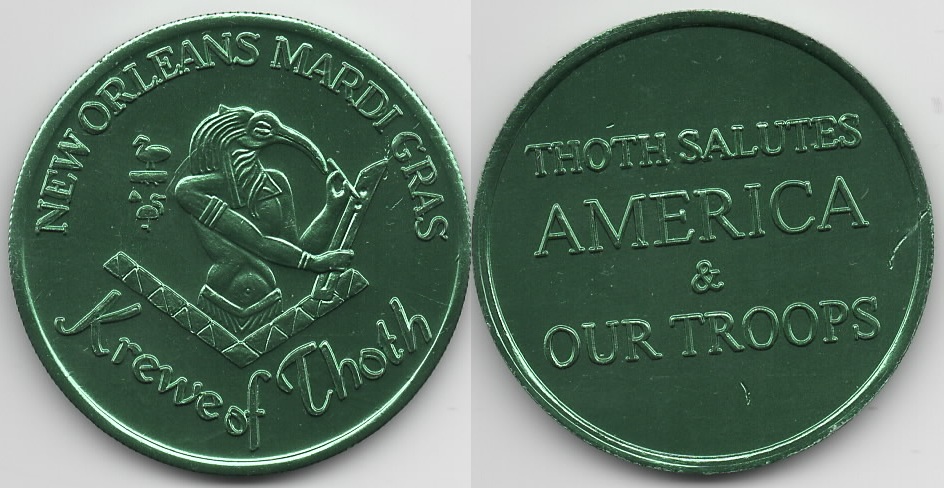 NEW ORLEANS MARDI GRAS
Krewe of Thoth
THOTH SALUTES
AMERICA
&
OUR TROOPS